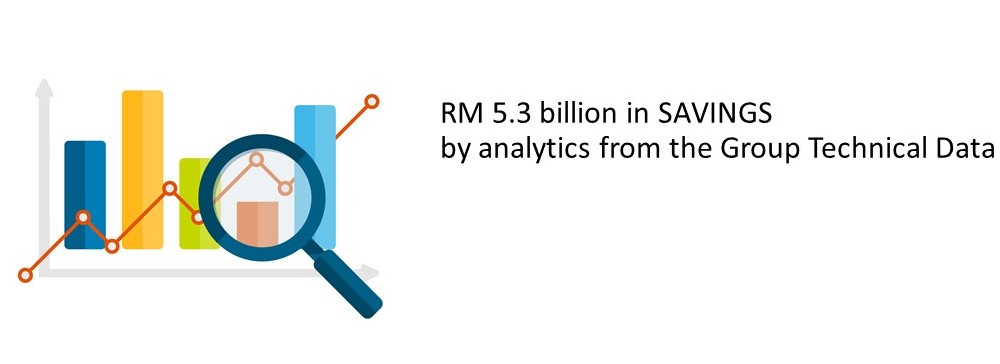 RM 5.3 billion in SAVINGS
by analytics from the Group Technical Data